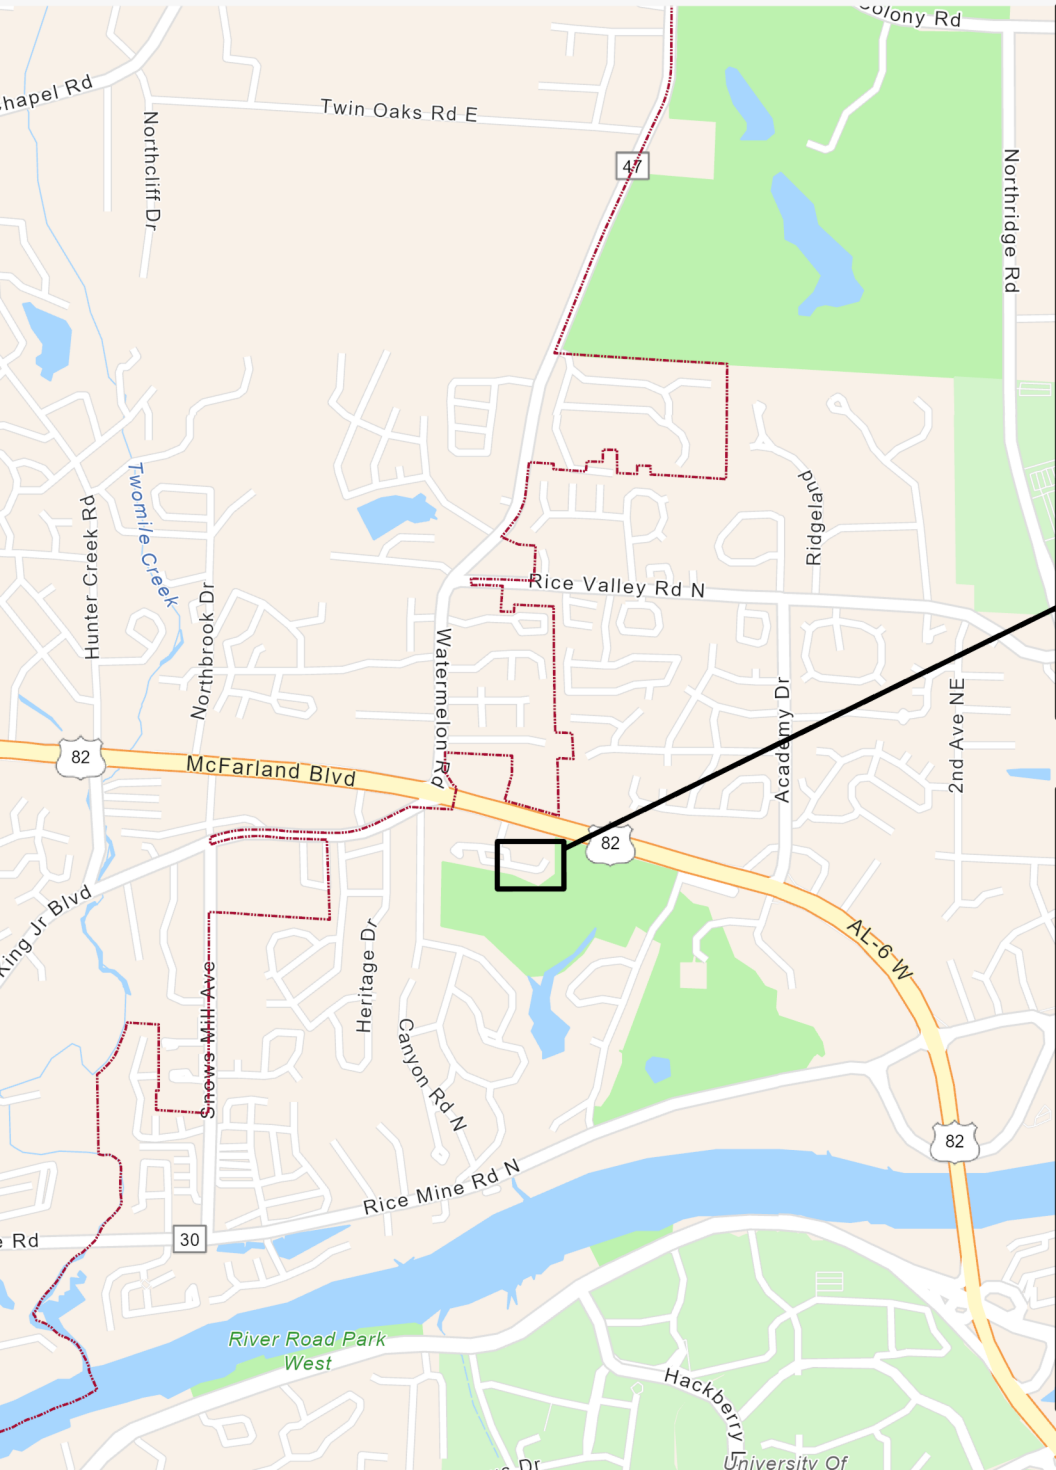 Colony Rd
Chapel Rd
Twin Oaks Rd E
Northcliff Dr
47
Northridge Rd
Twomile Creek
Hunter Creek Rd
Ridgeland
Rice Valley Rd N
Northbrook Dr
Watermelon Rd
Academy Dr
2nd Ave NE
82
McFarland Blvd
82
King Jr Blvd
AL-6 W
Heritage Dr
Snows Mill Ave
Canyon Rd N
82
Rice Mine Rd N
e Rd
30
River Road Park
West
Hackberry L
University Of
s Dr